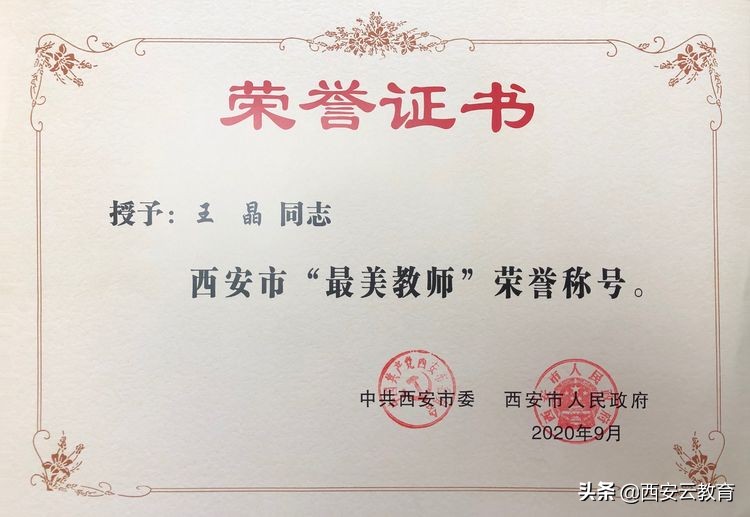 荣誉证书
授予：王 晶 同志
西安市“最美教师”荣誉称号。
中共西安市委 西安市人民政府
2020年9月
头条 @西安云教育